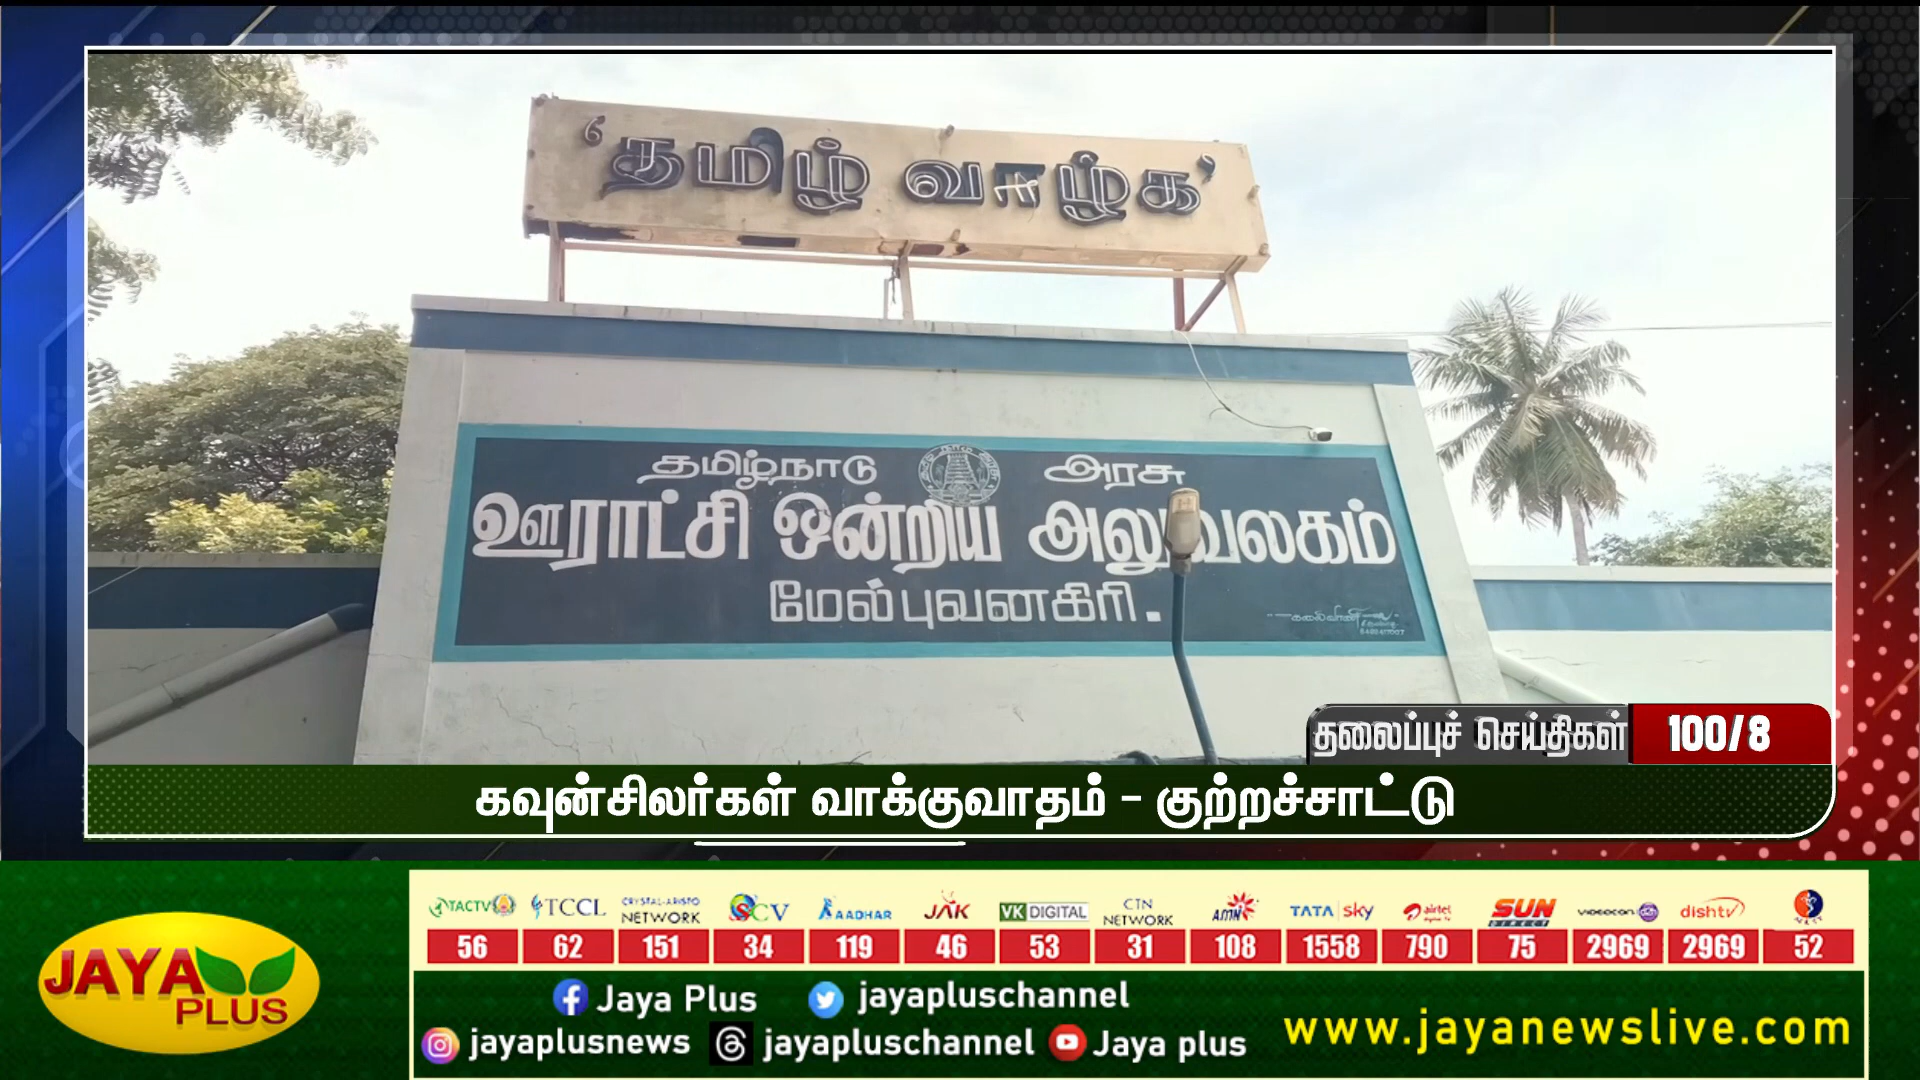 ‘தமிழ் வாழ்க’
தமிழ்நாடு அரசு
ஊராட்சி ஒன்றிய அலுவலகம்
மேல்புவனகிரி.
தலைப்புச் செய்திகள் 100/8
கவுன்சிலர்கள் வாக்குவாதம் - குற்றச்சாட்டு
JAYA
PLUS
TACTV TCCL CRYSTAL-ARISTO NETWORK SCV AADHAR JAK VK DIGITAL CTN NETWORK AMN TATA sky airtel SUN DIRECT VIDEOCON dishtv
56 62 151 34 119 46 53 31 108 1558 790 75 2969 2969 52
Jaya Plus jayapluschannel
jayaplusnews jayapluschannel Jaya plus
www.jayanewslive.com